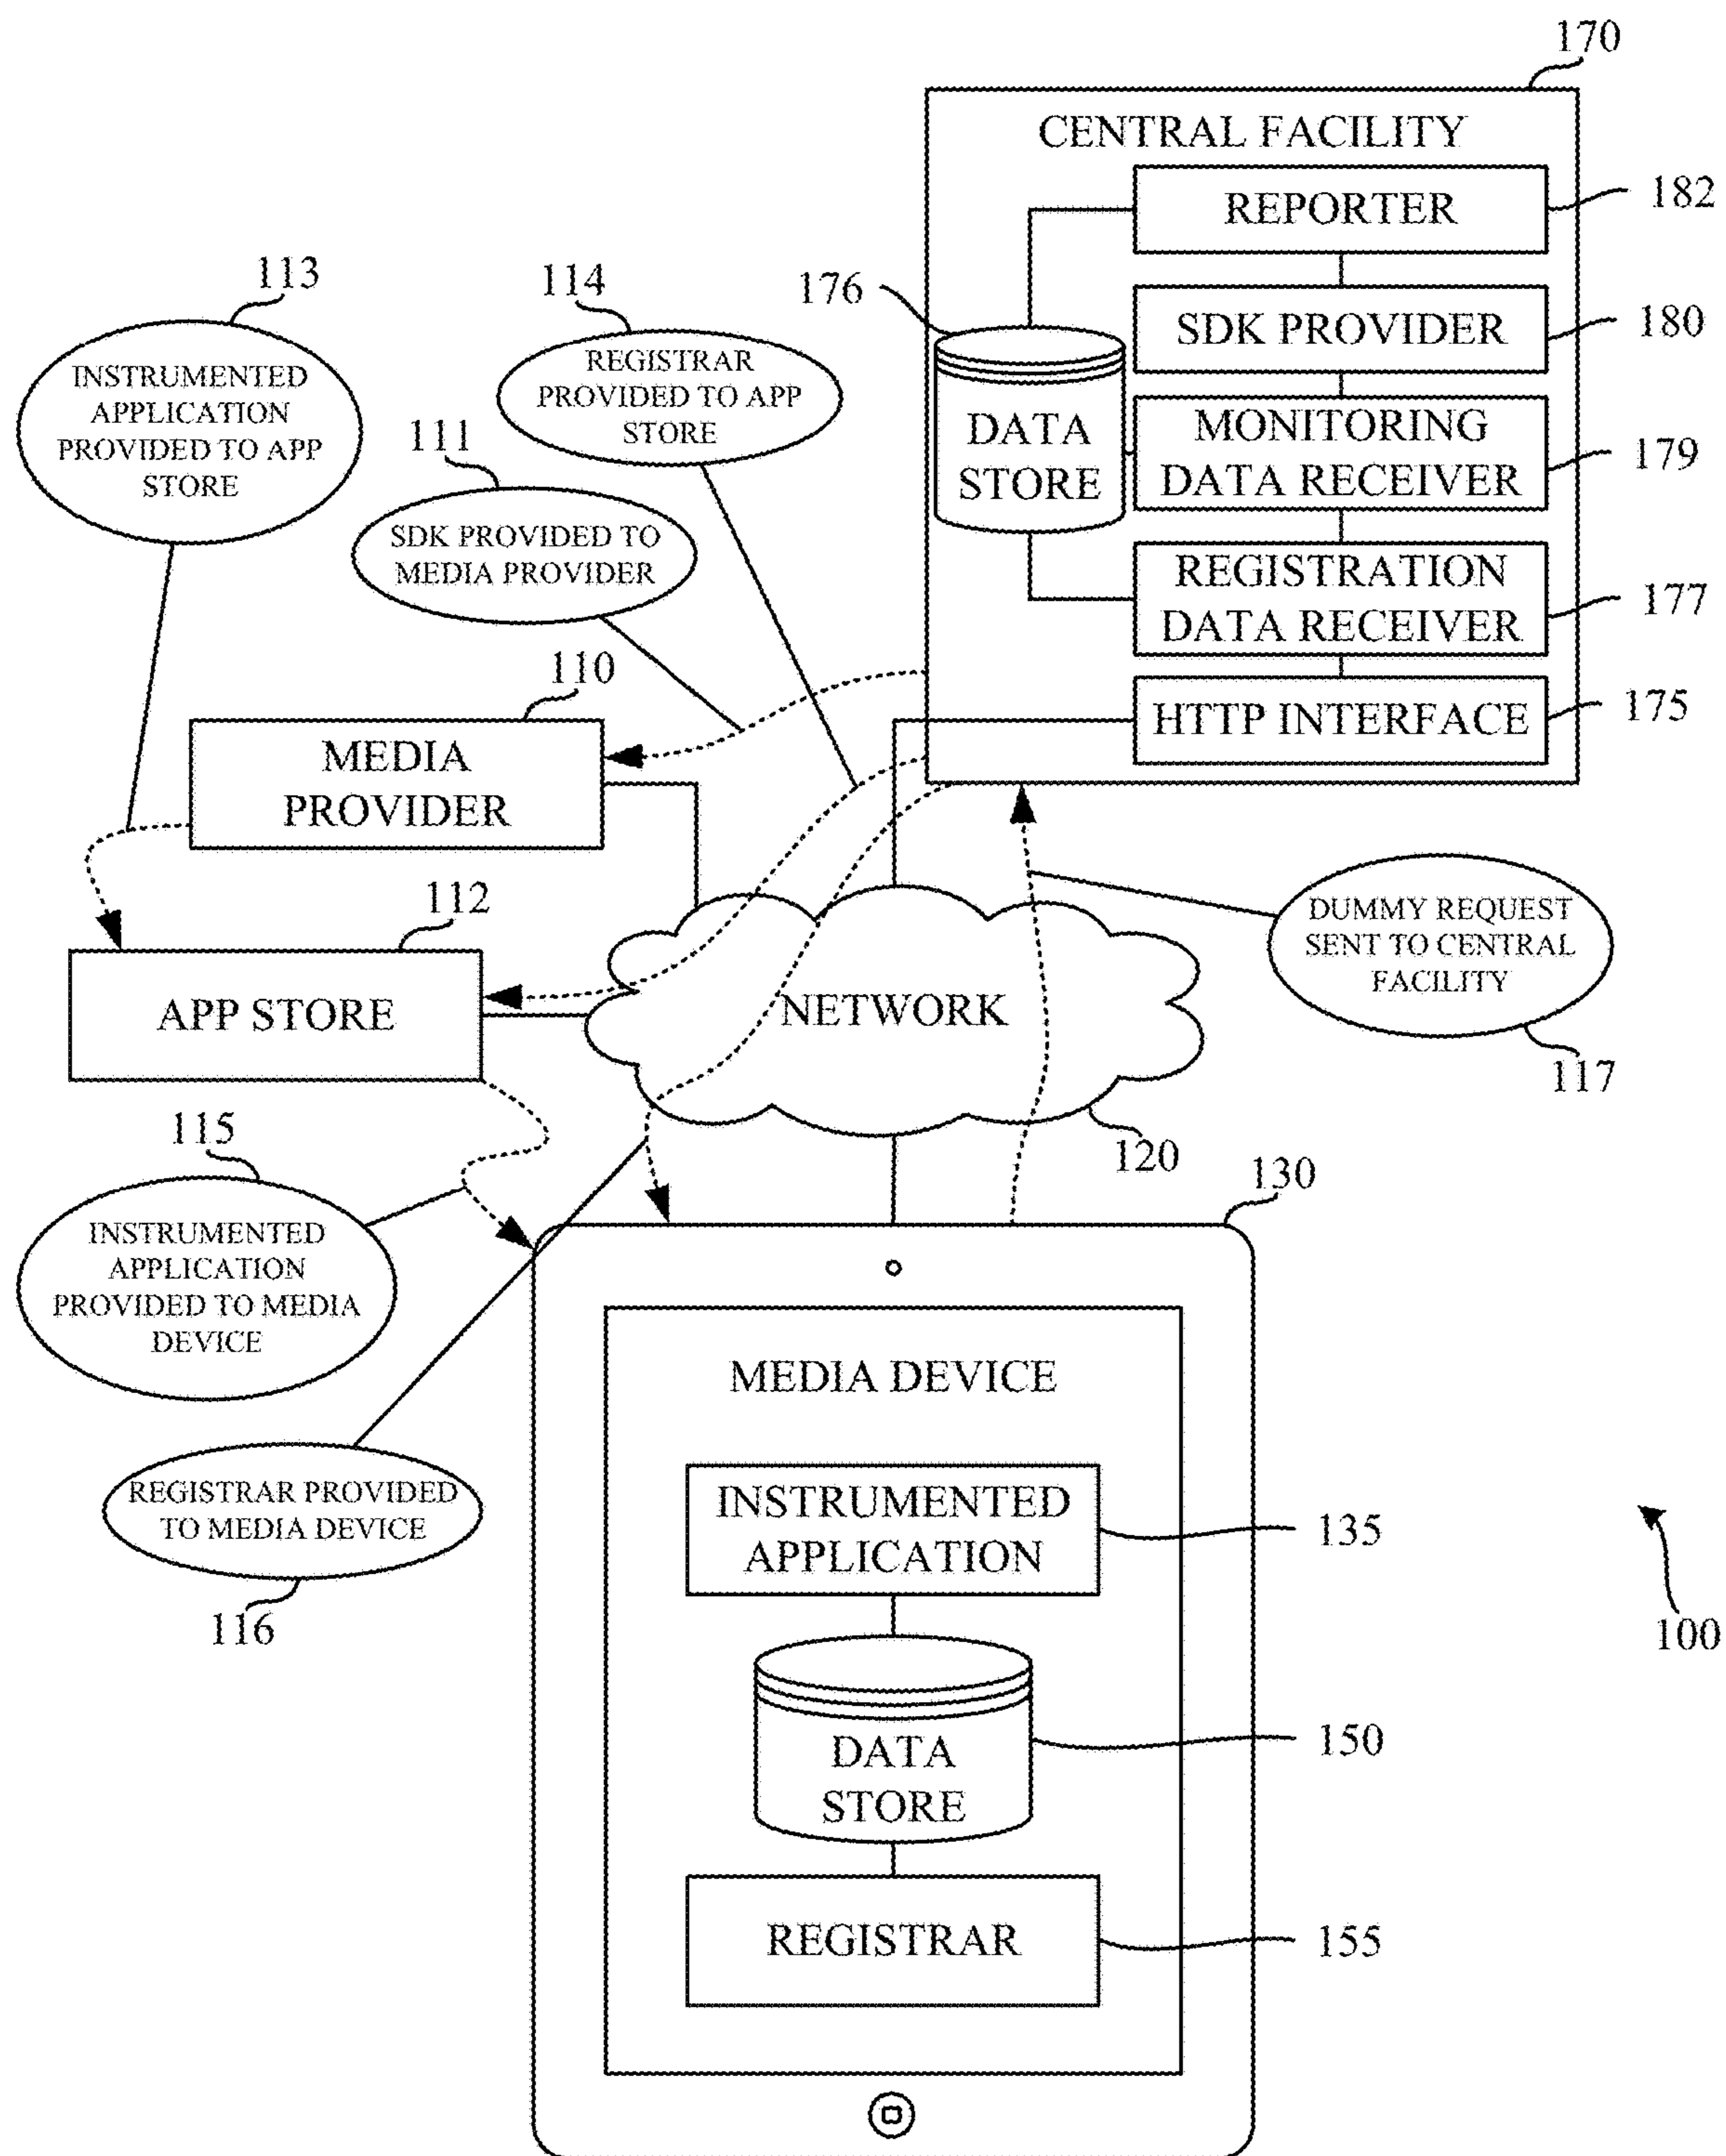 170
CENTRAL FACILITY
REPORTER
182
113
114
176
SDK PROVIDER
180
INSTRUMENTED
APPLICATION
PROVIDED TO APP
STORE
REGISTRAR
PROVIDED TO APP
STORE
111
DATA
STORE
MONITORING
DATA RECEIVER
179
SDK PROVIDED TO
MEDIA PROVIDER
REGISTRATION
DATA RECEIVER
177
110
HTTP INTERFACE
175
MEDIA
PROVIDER
112
DUMMY REQUEST
SENT TO CENTRAL
FACILITY
APP STORE
NETWORK
117
115
120
130
INSTRUMENTED
APPLICATION
PROVIDED TO MEDIA
DEVICE
MEDIA DEVICE
REGISTRAR PROVIDED
TO MEDIA DEVICE
116
INSTRUMENTED
APPLICATION
135
100
DATA
STORE
150
REGISTRAR
155